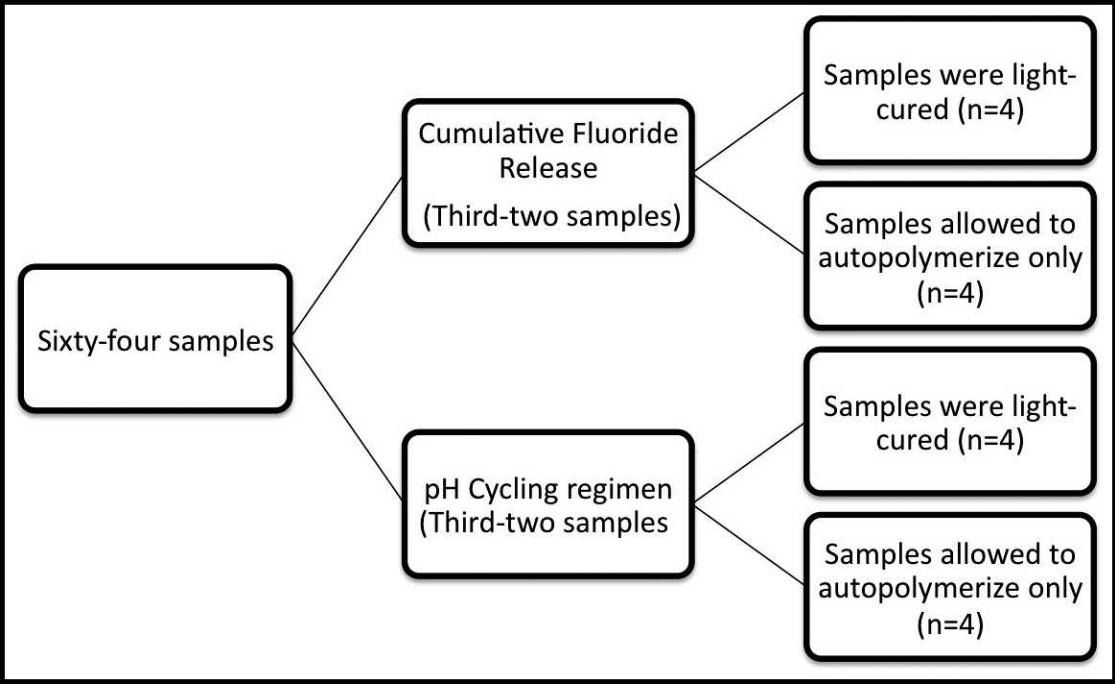 Sixty-four samples
Cumulative Fluoride
Release
(Third-two samples)
pH Cycling regimen
(Third-two samples
Samples were light-
cured (n=4)
Samples allowed to
autopolymerize only
(n=4)
Samples were light-
cured (n=4)
Samples allowed to
autopolymerize only
(n=4)